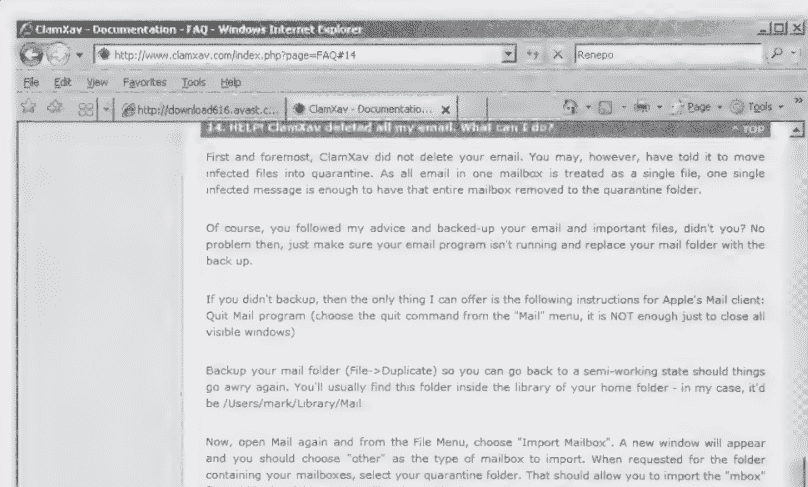 ClamXav - Documentation - FAQ - Windows Internet Explorer
http://www.clamxav.com/index.php?page=FAQ#14
Renepo
File Edit View Favorites Tools Help
http://download616.avast.c...
ClamXav - Documentatio...
Page
Tools
14. HELP! ClamXav deleted all my email. What can I do?
^ TOP
First and foremost, ClamXav did not delete your email. You may, however, have told it to move
infected files into quarantine. As all email in one mailbox is treated as a single file, one single
infected message is enough to have that entire mailbox removed to the quarantine folder.
Of course, you followed my advice and backed-up your email and important files, didn't you? No
problem then, just make sure your email program isn't running and replace your mail folder with the
back up.
If you didn't backup, then the only thing I can offer is the following instructions for Apple's Mail client:
Quit Mail program (choose the quit command from the "Mail" menu, it is NOT enough just to close all
visible windows)
Backup your mail folder (File->Duplicate) so you can go back to a semi-working state should things
go awry again. You'll usually find this folder inside the library of your home folder - in my case, it'd
be /Users/mark/Library/Mail
Now, open Mail again and from the File Menu, choose "Import Mailbox". A new window will appear
and you should choose "other" as the type of mailbox to import. When requested for the folder
containing your mailboxes, select your quarantine folder. That should allow you to import the "mbox"